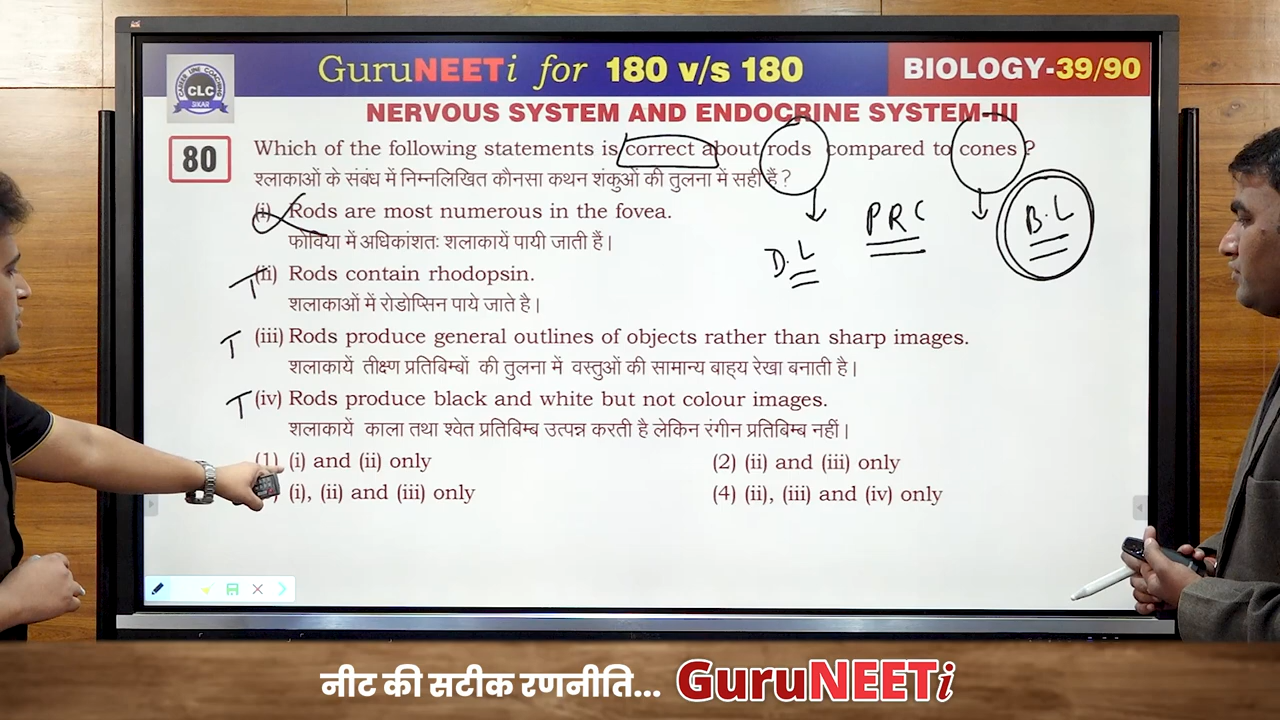 GuruNEETi for 180 v/s 180
BIOLOGY-39/90
CLC
SIKAR
NERVOUS SYSTEM AND ENDOCRINE SYSTEM-III
80
Which of the following statements is correct about rods compared to cones ?
श्लाकाओं के संबंध में निम्नलिखित कौनसा कथन शंकुओं की तुलना में सही हैं ?
(i) Rods are most numerous in the fovea.
फोविया में अधिकांशतः शलाकायें पायी जाती हैं।
D.L
PRC
B.L
T (ii) Rods contain rhodopsin.
शलाकाओं में रोडोप्सिन पाये जाते है।
T (iii) Rods produce general outlines of objects rather than sharp images.
शलाकायें तीक्ष्ण प्रतिबिम्बों की तुलना में वस्तुओं की सामान्य बाह्य रेखा बनाती है।
T (iv) Rods produce black and white but not colour images.
शलाकायें काला तथा श्वेत प्रतिबिम्ब उत्पन्न करती है लेकिन रंगीन प्रतिबिम्ब नहीं।
(1) (i) and (ii) only
(2) (ii) and (iii) only
(i), (ii) and (iii) only
(4) (ii), (iii) and (iv) only
नीट की सटीक रणनीति... GuruNEETi